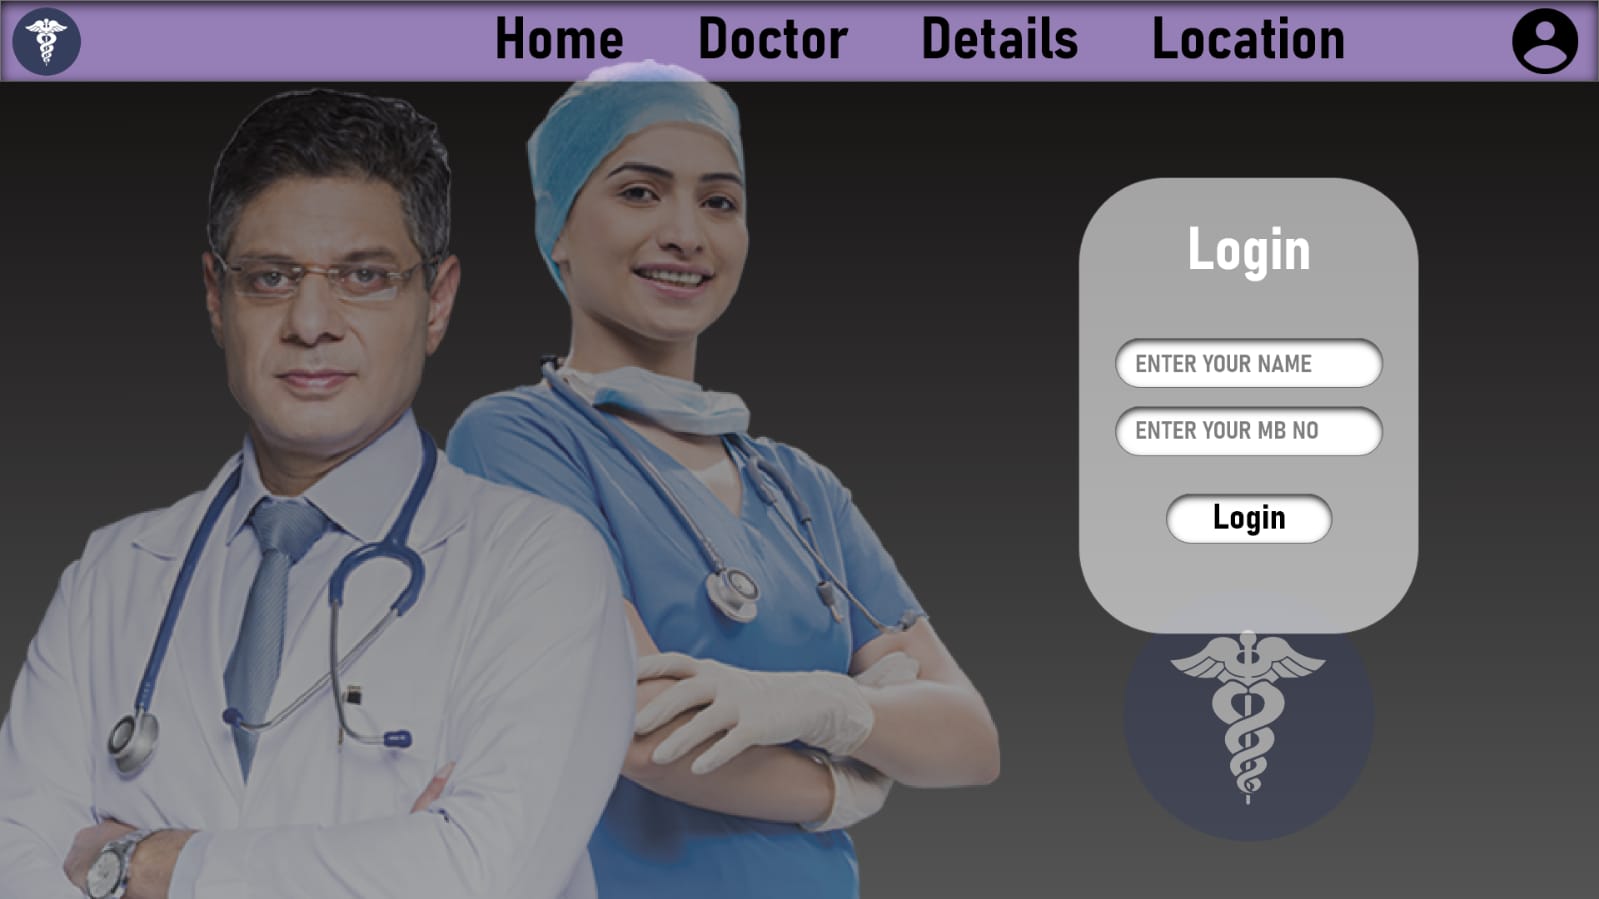 Home Doctor Details Location
Login
ENTER YOUR NAME
ENTER YOUR MB NO
Login